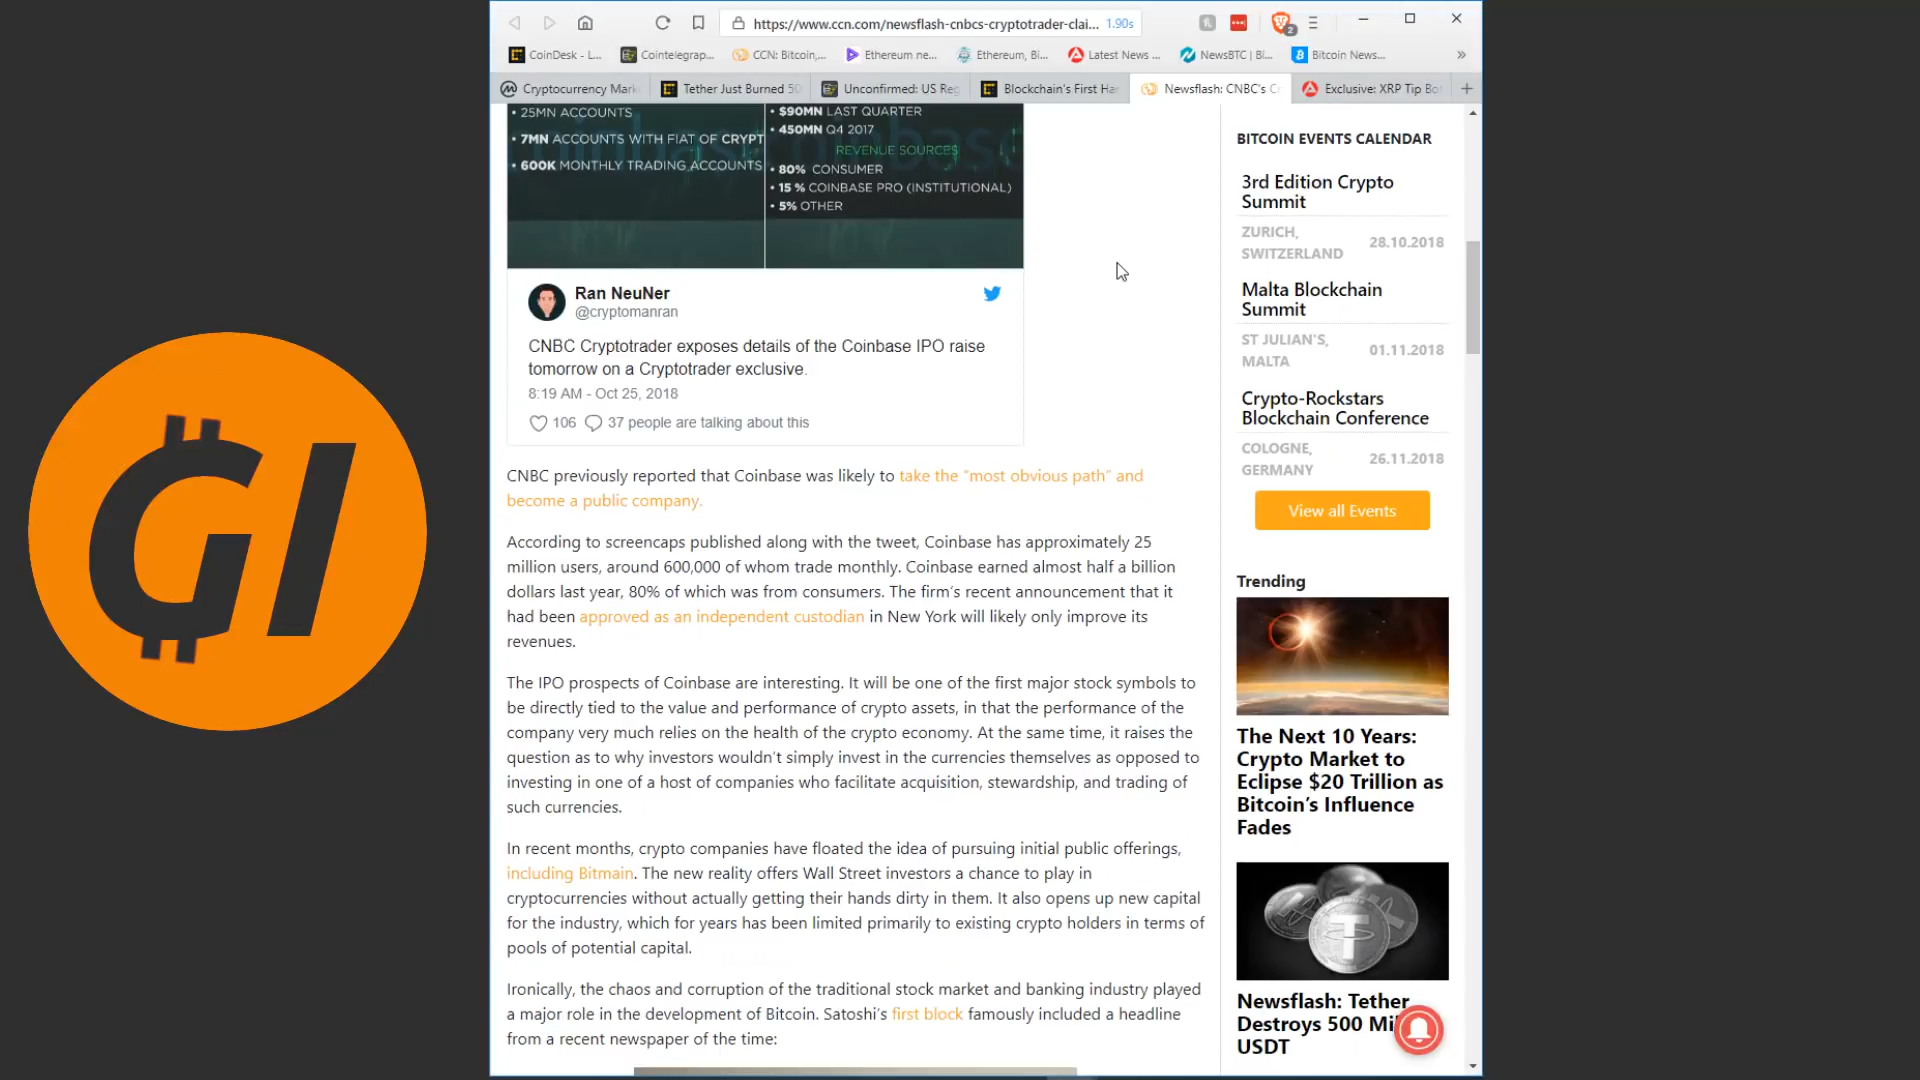 https://www.ccn.com/newsflash-cnbcs-cryptotrader-clai... 1.90s
2
CoinDesk - L... Cointelegrap... CCN: Bitcoin,... Ethereum ne... Ethereum, Bi... Latest News ... NewsBTC | Bi... Bitcoin News... »
Cryptocurrency Mark Tether Just Burned 50 Unconfirmed: US Reg Blockchain's First Ha Newsflash: CNBC's C Exclusive: XRP Tip Bo
• 25MN ACCOUNTS
• 7MN ACCOUNTS WITH FIAT OF CRYPT
• 600K MONTHLY TRADING ACCOUNTS
• $90MN LAST QUARTER
• 450MN Q4 2017
REVENUE SOURCES
• 80% CONSUMER
• 15 % COINBASE PRO (INSTITUTIONAL)
• 5% OTHER
Ran NeuNer
@cryptomanran
CNBC Cryptotrader exposes details of the Coinbase IPO raise
tomorrow on a Cryptotrader exclusive.
8:19 AM - Oct 25, 2018
106 37 people are talking about this
CNBC previously reported that Coinbase was likely to take the “most obvious path” and
become a public company.
According to screencaps published along with the tweet, Coinbase has approximately 25
million users, around 600,000 of whom trade monthly. Coinbase earned almost half a billion
dollars last year, 80% of which was from consumers. The firm’s recent announcement that it
had been approved as an independent custodian in New York will likely only improve its
revenues.
The IPO prospects of Coinbase are interesting. It will be one of the first major stock symbols to
be directly tied to the value and performance of crypto assets, in that the performance of the
company very much relies on the health of the crypto economy. At the same time, it raises the
question as to why investors wouldn’t simply invest in the currencies themselves as opposed to
investing in one of a host of companies who facilitate acquisition, stewardship, and trading of
such currencies.
In recent months, crypto companies have floated the idea of pursuing initial public offerings,
including Bitmain. The new reality offers Wall Street investors a chance to play in
cryptocurrencies without actually getting their hands dirty in them. It also opens up new capital
for the industry, which for years has been limited primarily to existing crypto holders in terms of
pools of potential capital.
Ironically, the chaos and corruption of the traditional stock market and banking industry played
a major role in the development of Bitcoin. Satoshi’s first block famously included a headline
from a recent newspaper of the time:
BITCOIN EVENTS CALENDAR
3rd Edition Crypto
Summit
ZURICH,
SWITZERLAND 28.10.2018
Malta Blockchain
Summit
ST JULIAN'S,
MALTA 01.11.2018
Crypto-Rockstars
Blockchain Conference
COLOGNE,
GERMANY 26.11.2018
View all Events
Trending
The Next 10 Years:
Crypto Market to
Eclipse $20 Trillion as
Bitcoin’s Influence
Fades
Newsflash: Tether
Destroys 500 Mi
USDT
GI